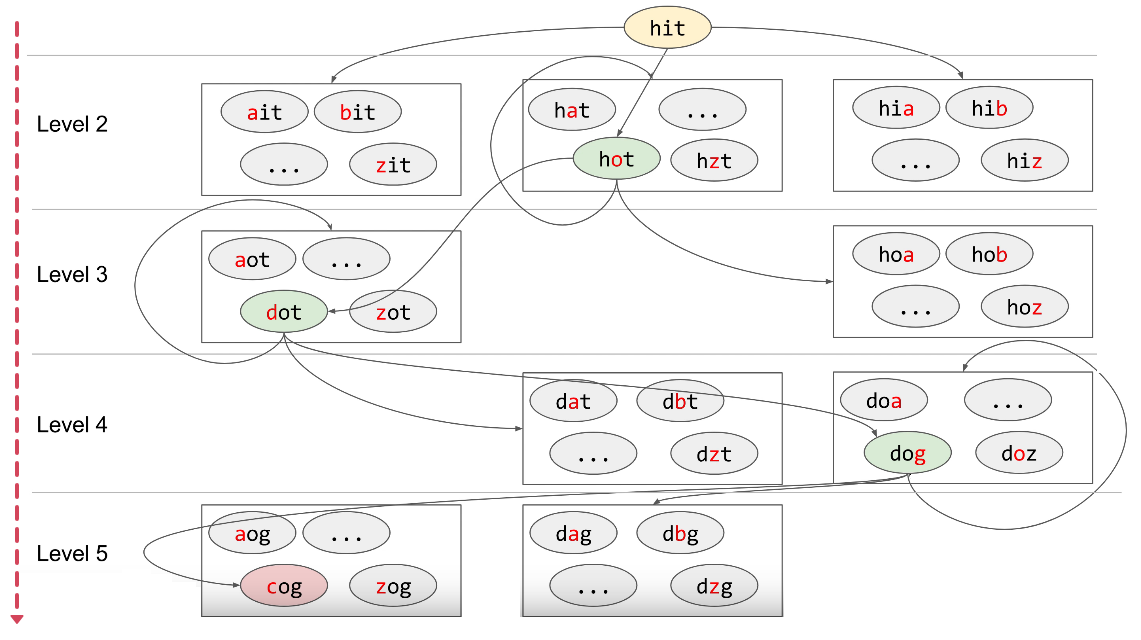 hit
Level 2
ait bit
... zit
hat ...
hot hzt
hia hib
... hiz
Level 3
aot ...
dot zot
hoa hob
... hoz
Level 4
dat dbt
... dzt
doa ...
dog doz
Level 5
aog ...
cog zog
dag dbg
... dzg